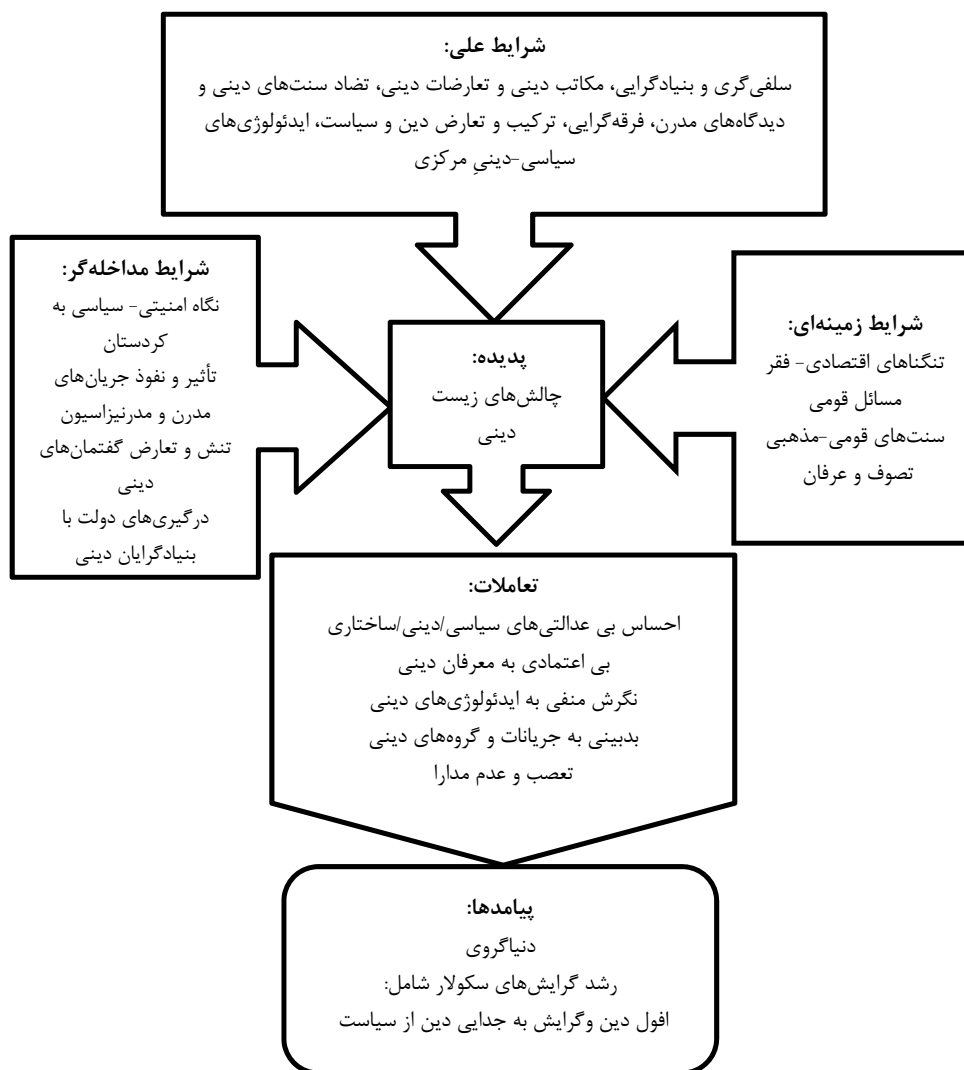 شرایط علی:
سلفی‌گری و بنیادگرایی، مکاتب دینی و تعارضات دینی، تضاد سنت‌های دینی و
دیدگاه‌های مدرن، فرقه‌گرایی، ترکیب و تعارض دین و سیاست، ایدئولوژی‌های
سیاسی-دینیِ مرکزی
شرایط زمینه‌ای:
تنگناهای اقتصادی- فقر
مسائل قومی
سنت‌های قومی-مذهبی
تصوف و عرفان
پدیده:
چالش‌های زیست
دینی
شرایط مداخله‌گر:
نگاه امنیتی- سیاسی به
کردستان
تأثیر و نفوذ جریان‌های
مدرن و مدرنیزاسیون
تنش و تعارض گفتمان‌های
دینی
درگیری‌های دولت با
بنیادگرایان دینی
تعاملات:
احساس بی عدالتی‌های سیاسی/دینی/ساختاری
بی اعتمادی به معرفان دینی
نگرش منفی به ایدئولوژی‌های دینی
بدبینی به جریانات و گروه‌های دینی
تعصب و عدم مدارا
پیامدها:
دنیاگروی
رشد گرایش‌های سکولار شامل:
افول دین وگرایش به جدایی دین از سیاست